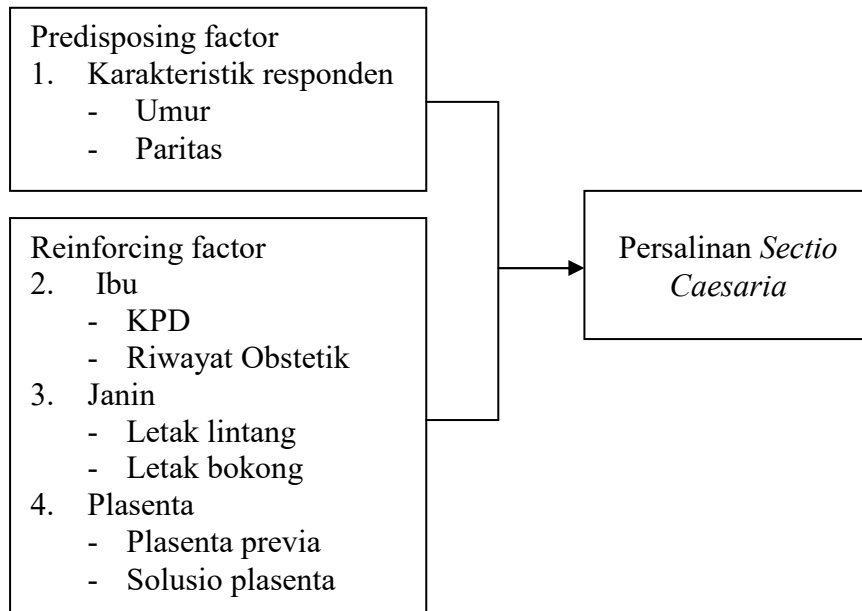 Predisposing factor
1. Karakteristik responden
- Umur
- Paritas
Reinforcing factor
2. Ibu
- KPD
- Riwayat Obstetik
3. Janin
- Letak lintang
- Letak bokong
4. Plasenta
- Plasenta previa
- Solusio plasenta
Persalinan Sectio
Caesaria